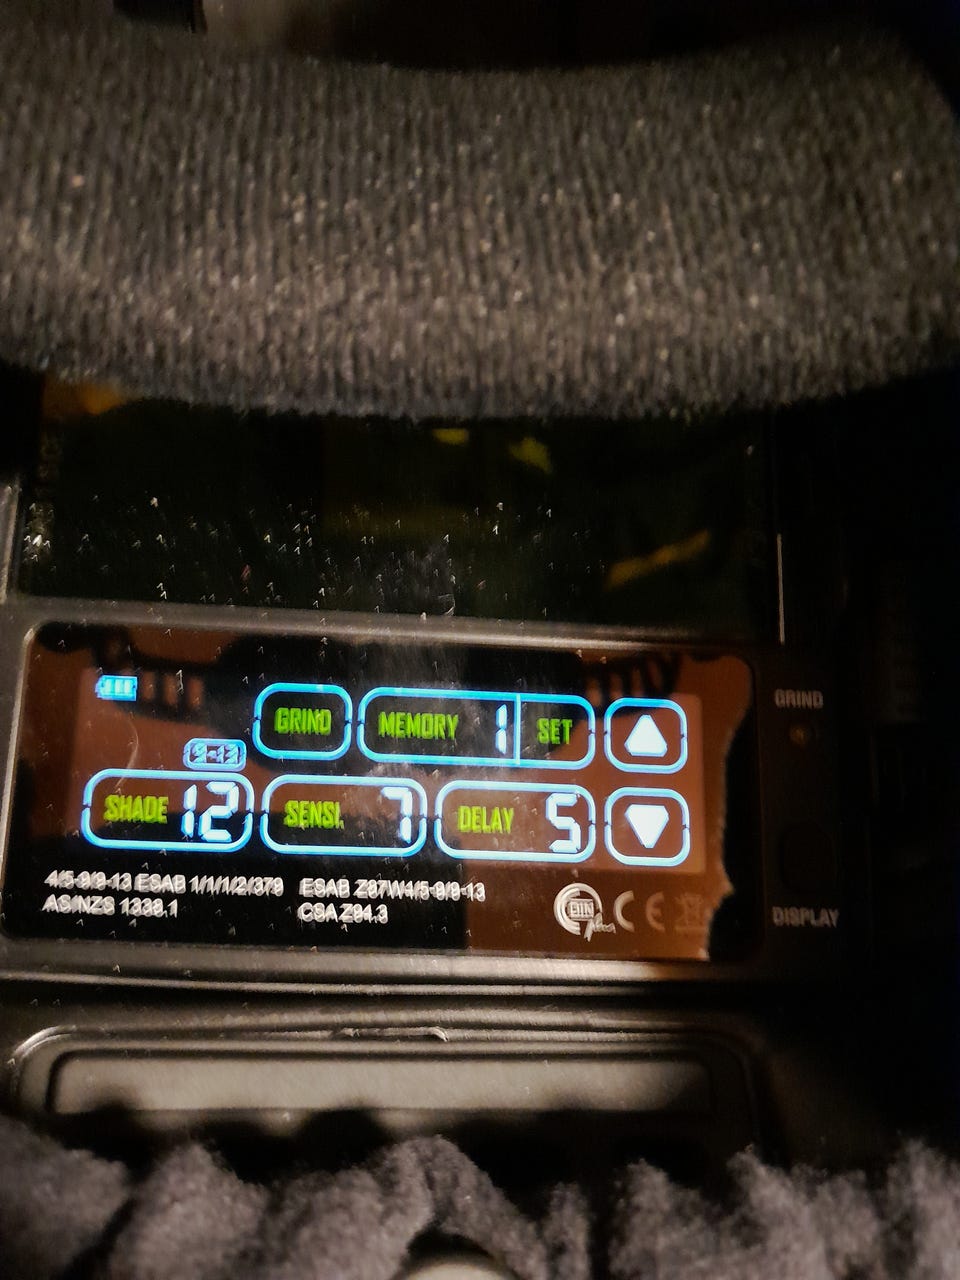 GRIND
MEMORY 1 SET
GRIND
9-13
SHADE 12
SENSI. 7
DELAY 5
4/5-9/9-13 ESAB 1/1/1/2/379
AS/NZS 1338.1
ESAB Z87W4/5-9/9-13
CSA Z94.3
DIN
plus
CE
DISPLAY